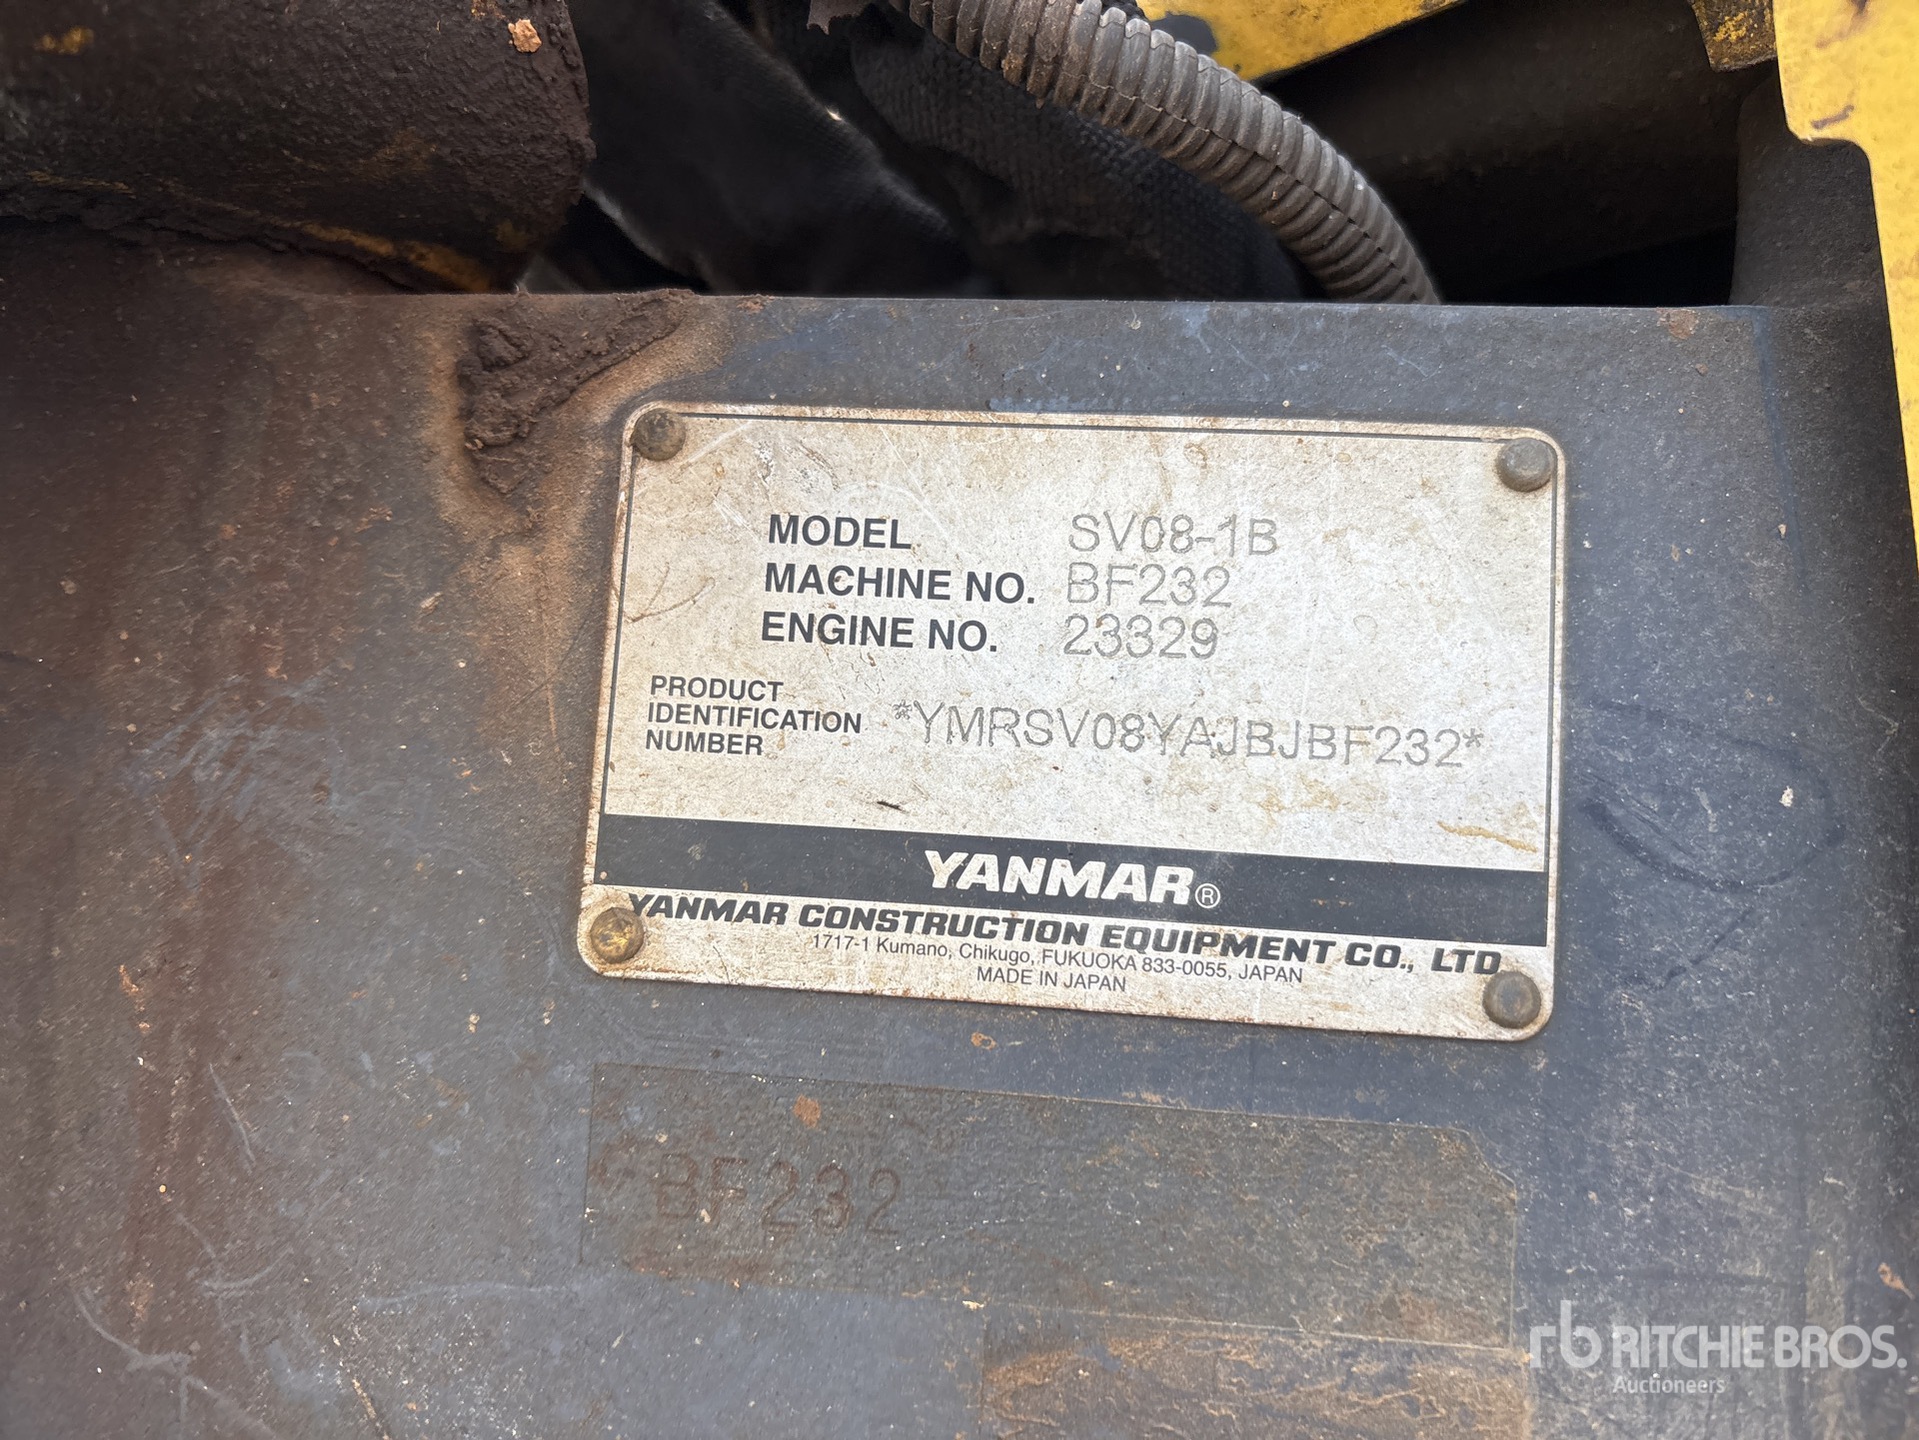 MODEL SV08-1B
MACHINE NO. BF232
ENGINE NO. 23329
PRODUCT
IDENTIFICATION
NUMBER
*YMRSV08YAJBJBF232*
YANMAR®
YANMAR CONSTRUCTION EQUIPMENT CO., LTD.
1717-1 Kumano, Chikugo, FUKUOKA 833-0055, JAPAN
MADE IN JAPAN
BF232
rb RITCHIE BROS.
Auctioneers